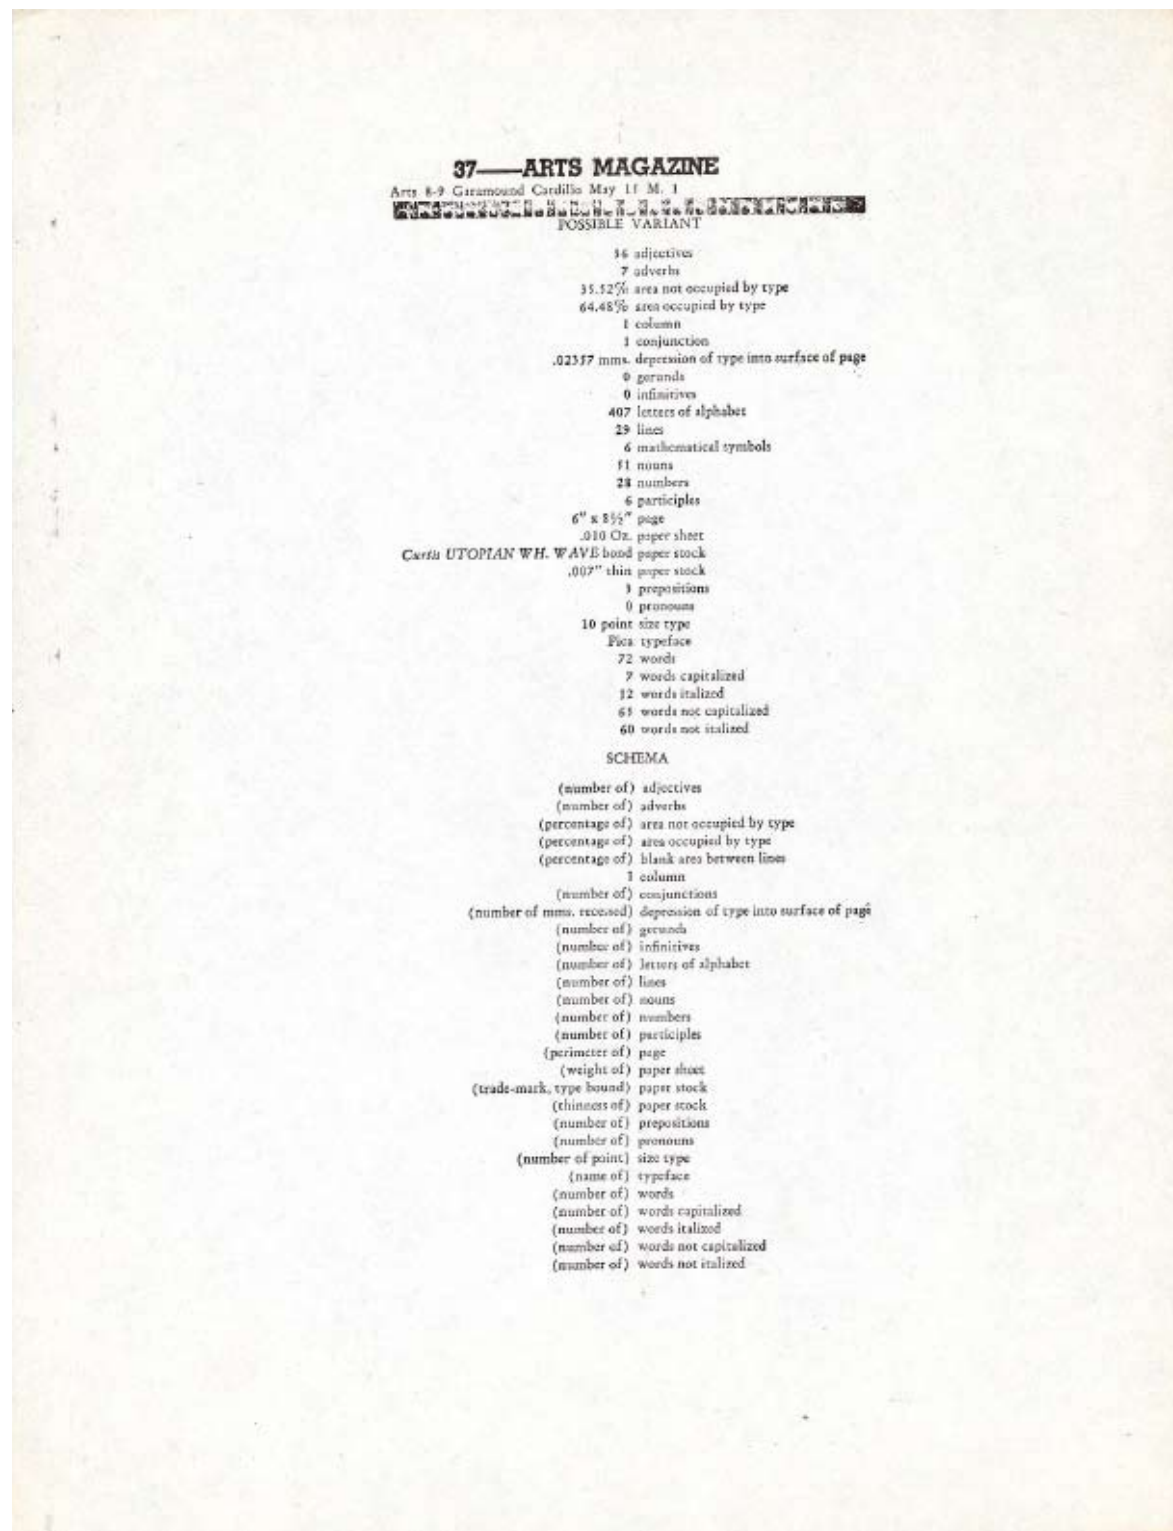 37——ARTS MAGAZINE
Arts 8-9 Garamound Cardillo May 11 M. 1
POSSIBLE VARIANT
36 adjectives
7 adverbs
35.52% area not occupied by type
64.48% area occupied by type
1 column
1 conjunction
.02357 mms. depression of type into surface of page
0 gerunds
0 infinitives
407 letters of alphabet
29 lines
6 mathematical symbols
51 nouns
28 numbers
6 participles
6" x 8½" page
.010 Oz. paper sheet
Curtis UTOPIAN WH. WAVE bond paper stock
.007" thin paper stock
3 prepositions
0 pronouns
10 point size type
Pica typeface
72 words
7 words capitalized
12 words italized
65 words not capitalized
60 words not italized
SCHEMA
(number of) adjectives
(number of) adverbs
(percentage of) area not occupied by type
(percentage of) area occupied by type
(percentage of) blank area between lines
1 column
(number of) conjunctions
(number of mms. recessed) depression of type into surface of page
(number of) gerunds
(number of) infinitives
(number of) letters of alphabet
(number of) lines
(number of) nouns
(number of) numbers
(number of) participles
(perimeter of) page
(weight of) paper sheet
(trade-mark, type bound) paper stock
(thinness of) paper stock
(number of) prepositions
(number of) pronouns
(number of point) size type
(name of) typeface
(number of) words
(number of) words capitalized
(number of) words italized
(number of) words not capitalized
(number of) words not italized